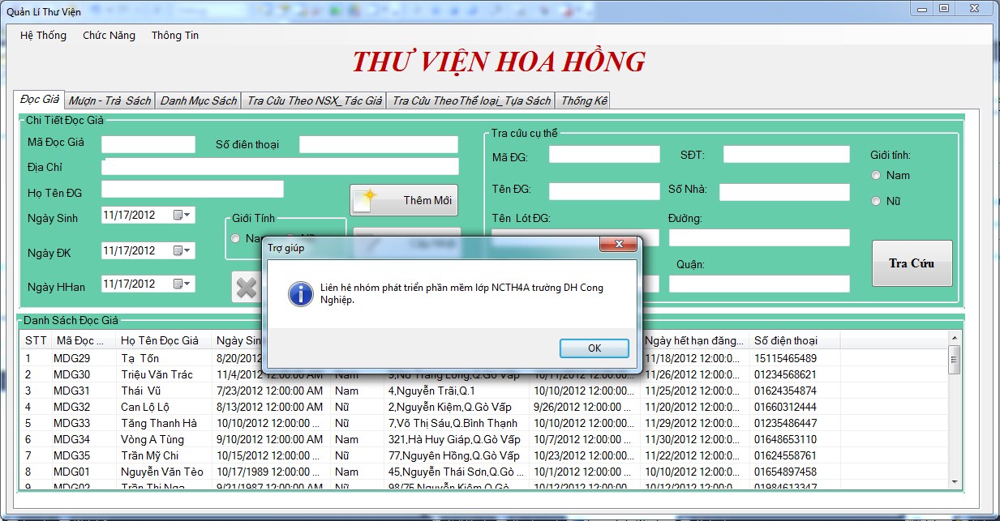 Quản Lí Thư Viện
Hệ Thống Chức Năng Thông Tin
THƯ VIỆN HOA HỒNG
Đọc Giả Mượn - Trả Sách Danh Mục Sách Tra Cứu Theo NSX_Tác Giả Tra Cứu TheoThể loại_Tựa Sách Thống Kê
Chi Tiết Đọc Giả
Mã Đọc Giả Số điện thoại
Địa Chỉ
Họ Tên ĐG
Thêm Mới
Ngày Sinh 11/17/2012
Giới Tính
Ngày ĐK 11/17/2012
Ngày HHan 11/17/2012
Tra cứu cụ thể
Mã ĐG: SĐT: Giới tính:
Nam
Tên ĐG: Số Nhà:
Nữ
Tên Lót ĐG: Đường:
Quận:
Tra Cứu
Trợ giúp
Liên hê nhóm phát triển phần mềm lớp NCTH4A trường DH Cong
Nghiệp.
OK
Danh Sách Đọc Giả
STT Mã Đọc ... Họ Tên Đọc Giả Ngày Sin Ngày hết hạn đăng... Số điện thoại
1 MDG29 Tạ Tốn 8/20/2012 11/18/2012 12:00:0... 15115465489
2 MDG30 Triệu Văn Trác 11/4/2012 12:00:00 AM Nam 9,Nơ Trang Long,Q.Gò Vấp 10/11/2012 12:00:00 ... 11/26/2012 12:00:0... 01234568621
3 MDG31 Thái Vũ 7/23/2012 12:00:00 AM Nam 4,Nguyễn Trãi,Q.1 10/10/2012 12:00:00 ... 11/25/2012 12:00:0... 01624354874
4 MDG32 Can Lộ Lộ 8/13/2012 12:00:00 AM Nữ 2,Nguyễn Kiệm,Q.Gò Vấp 9/26/2012 12:00:00 ... 11/20/2012 12:00:0... 01660312444
5 MDG33 Tăng Thanh Hà 10/10/2012 12:00:00 ... Nữ 7,Võ Thị Sáu,Q.Bình Thạnh 10/10/2012 12:00:00 ... 11/29/2012 12:00:0... 01235486447
6 MDG34 Vòng A Tùng 9/10/2012 12:00:00 AM Nam 321,Hà Huy Giáp,Q.Gò Vấp 10/7/2012 12:00:00 ... 11/30/2012 12:00:0... 01648653110
7 MDG35 Trần Mỹ Chi 10/15/2012 12:00:00 ... Nữ 77,Nguyên Hồng,Q.Gò Vấp 10/23/2012 12:00:00 ... 11/22/2012 12:00:0... 01624558761
8 MDG01 Nguyễn Văn Tèo 10/17/1989 12:00:00 ... Nam 45,Nguyễn Thái Sơn,Q.Gò ... 10/1/2012 12:00:00 ... 10/10/2012 12:00:0... 01654897458
9 MDG02 Trần Thị Nga 9/21/1987 12:00:00 AM Nữ 98/75,Nguyễn Kiệm,Q.Gò 10/12/2012 12:00:00 10/12/2012 12:00:0 01984613347